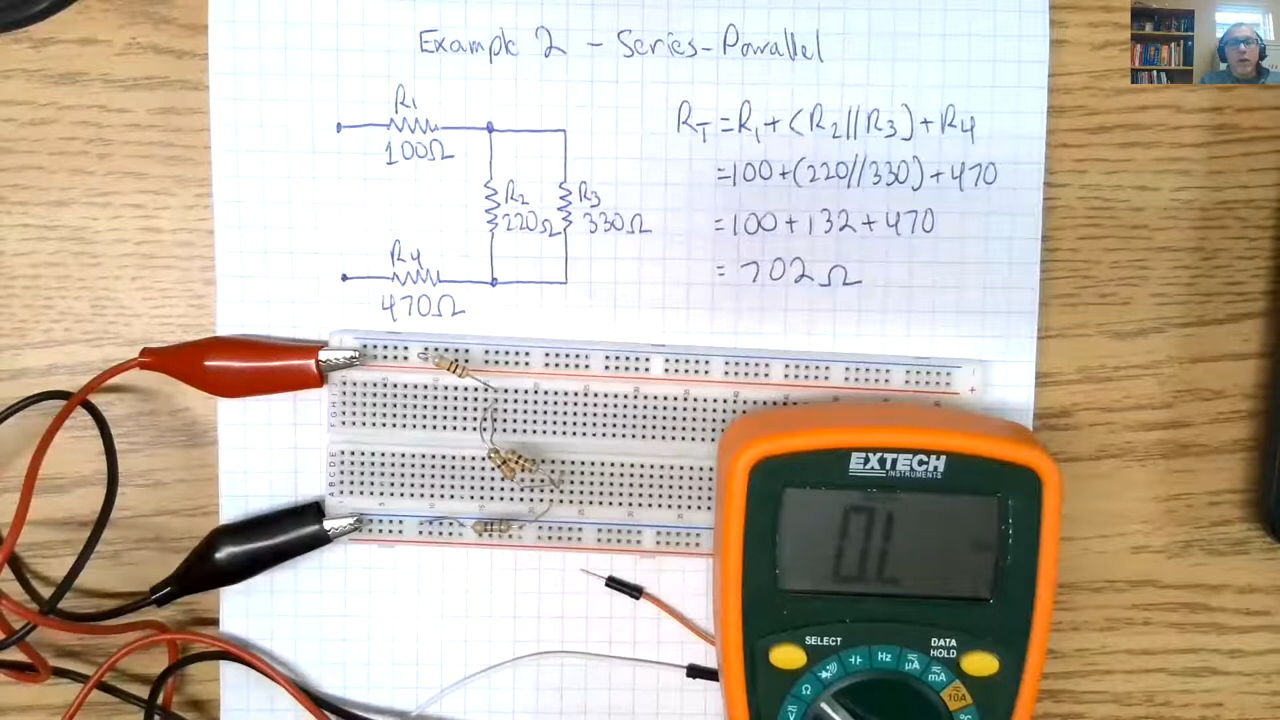 Example 2 - Series-Parallel
R1
100Ω
R2
220Ω
R3
330Ω
R4
470Ω
RT = R1 + (R2//R3) + R4
= 100 + (220//330) + 470
= 100 + 132 + 470
= 702 Ω
EXTECH
INSTRUMENTS
OL
SELECT
DATA
HOLD
Hz
μA
mA
10A
Ω
V
°C